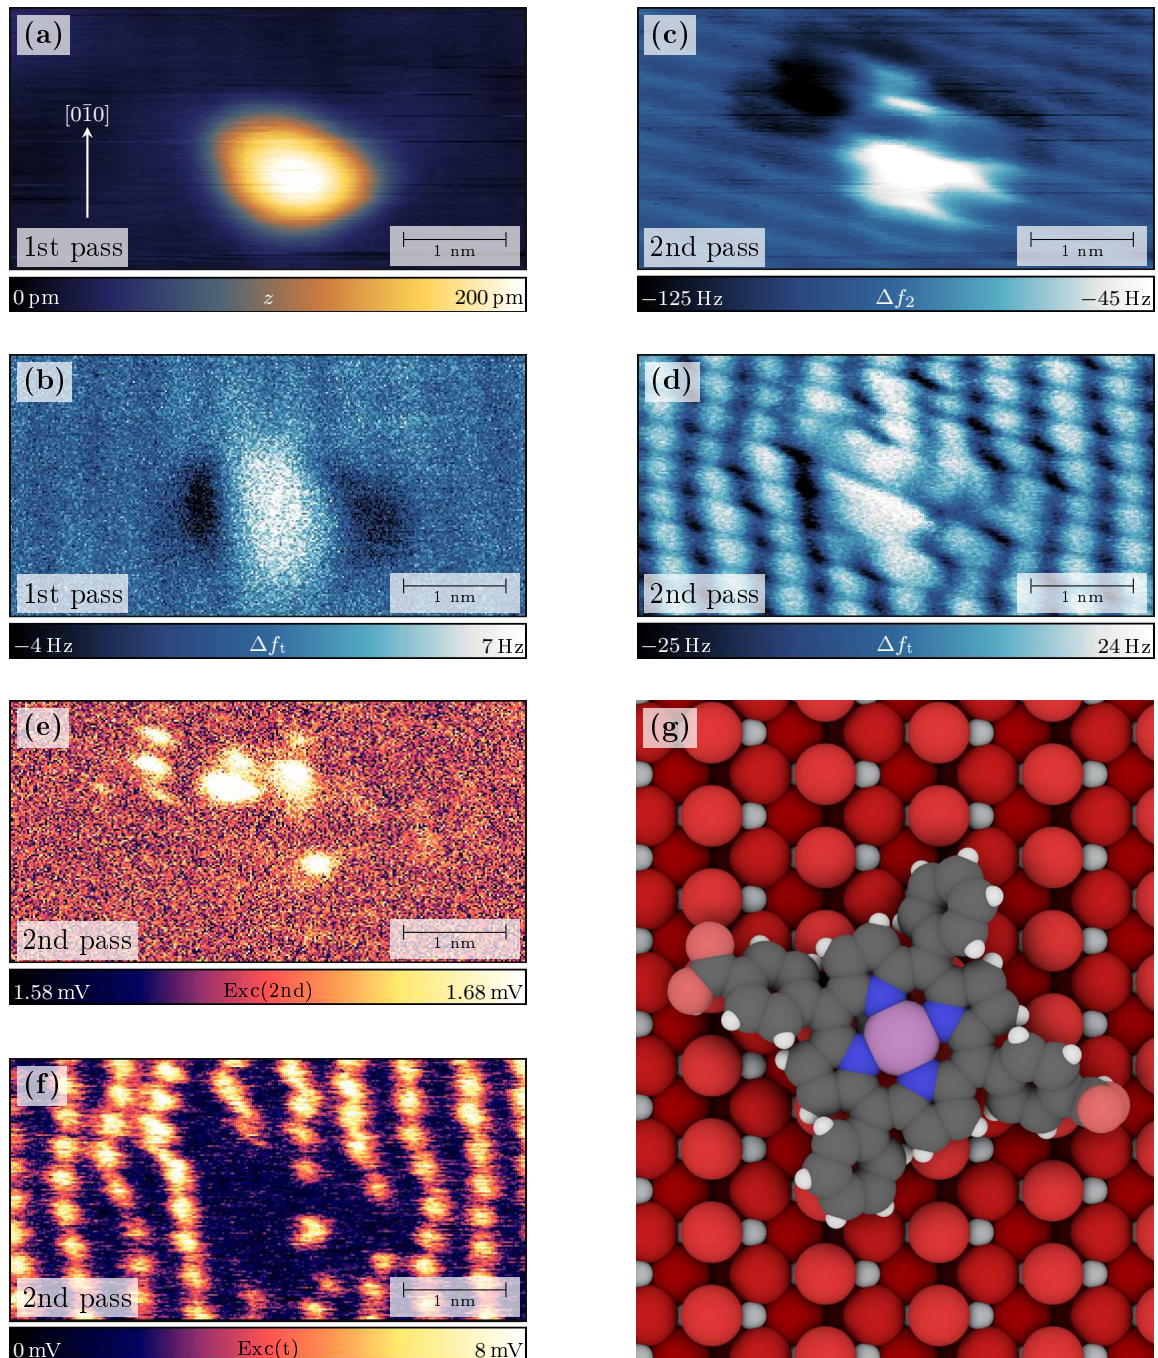 (a)
[01̄0]
1st pass
1 nm
0 pm z 200 pm
(c)
2nd pass
1 nm
−125 Hz Δf₂ −45 Hz
(b)
1st pass
1 nm
−4 Hz Δfₜ 7 Hz
(d)
2nd pass
1 nm
−25 Hz Δfₜ 24 Hz
(e)
2nd pass
1 nm
1.58 mV Exc(2nd) 1.68 mV
(g)
(f)
2nd pass
1 nm
0 mV Exc(t) 8 mV